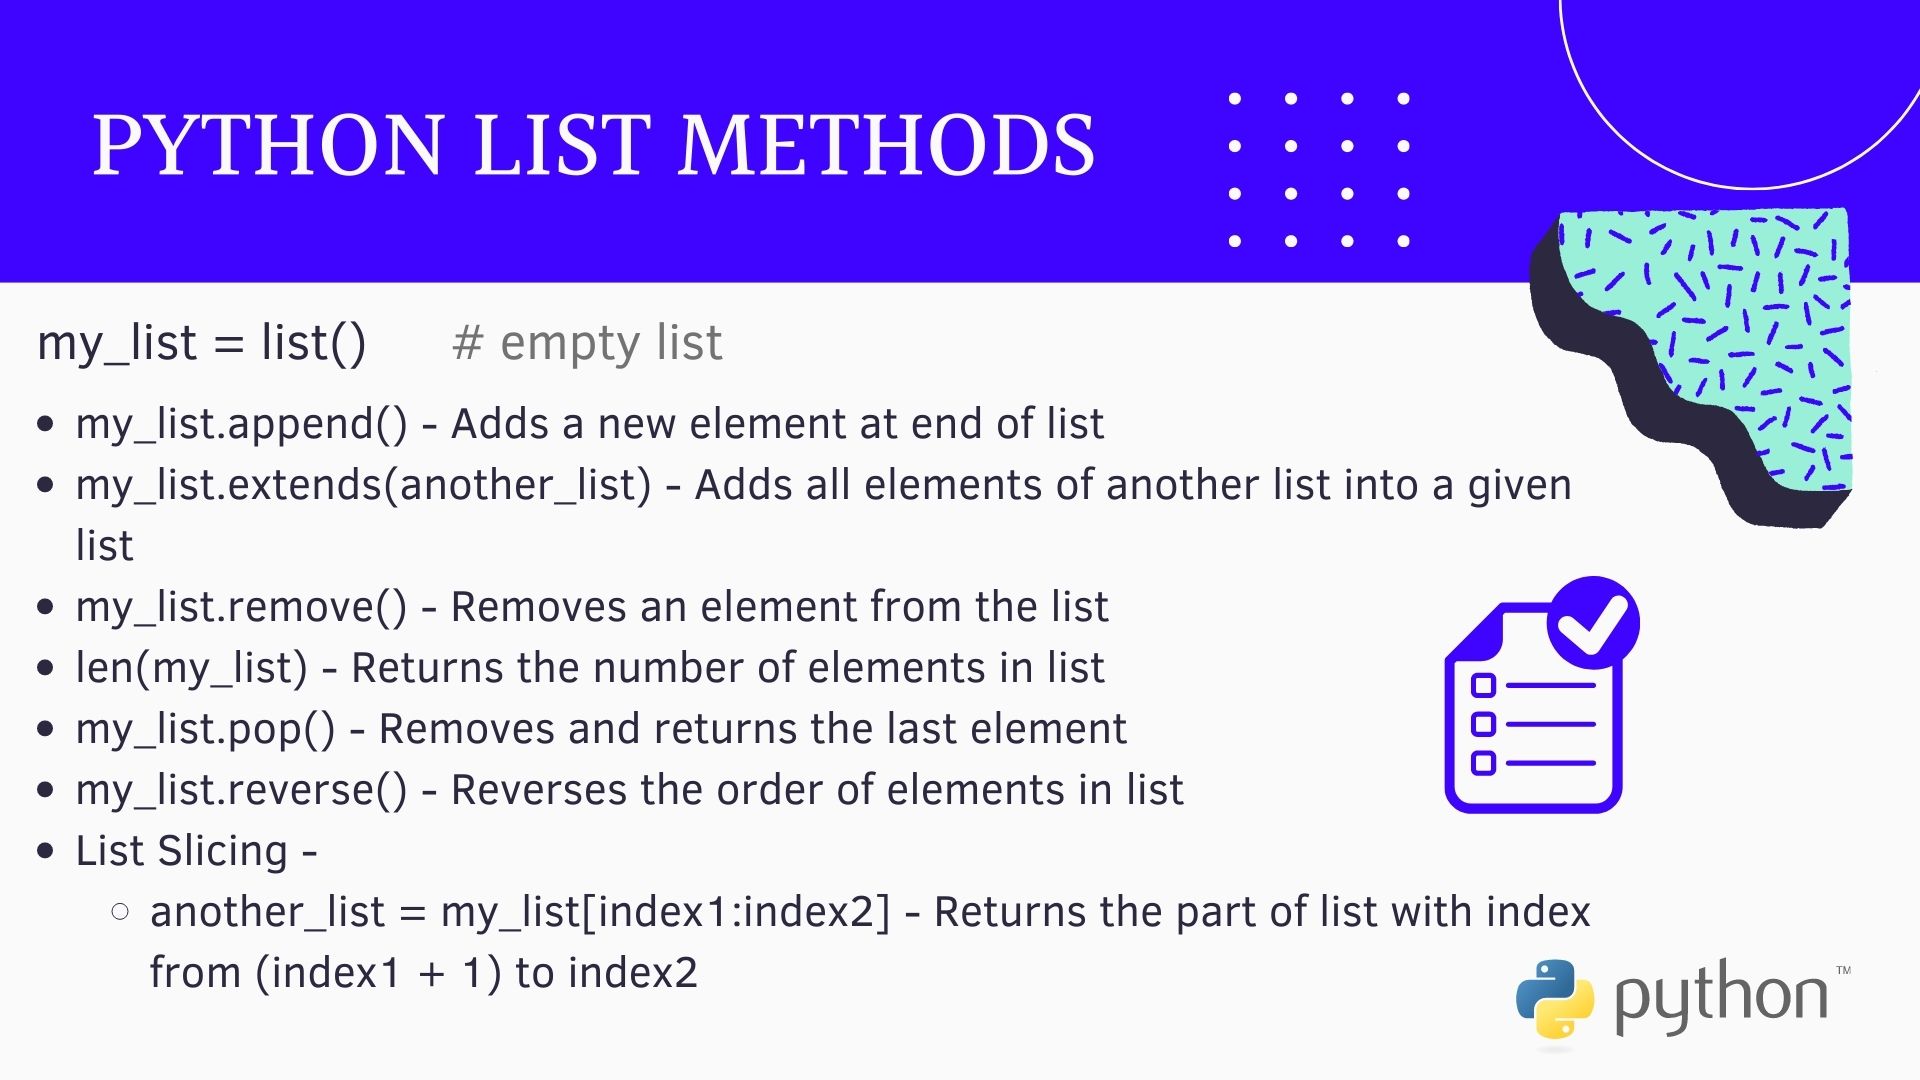 PYTHON LIST METHODS
my_list = list() # empty list
• my_list.append() - Adds a new element at end of list
• my_list.extends(another_list) - Adds all elements of another list into a given
list
• my_list.remove() - Removes an element from the list
• len(my_list) - Returns the number of elements in list
• my_list.pop() - Removes and returns the last element
• my_list.reverse() - Reverses the order of elements in list
• List Slicing -
○ another_list = my_list[index1:index2] - Returns the part of list with index
from (index1 + 1) to index2
python™